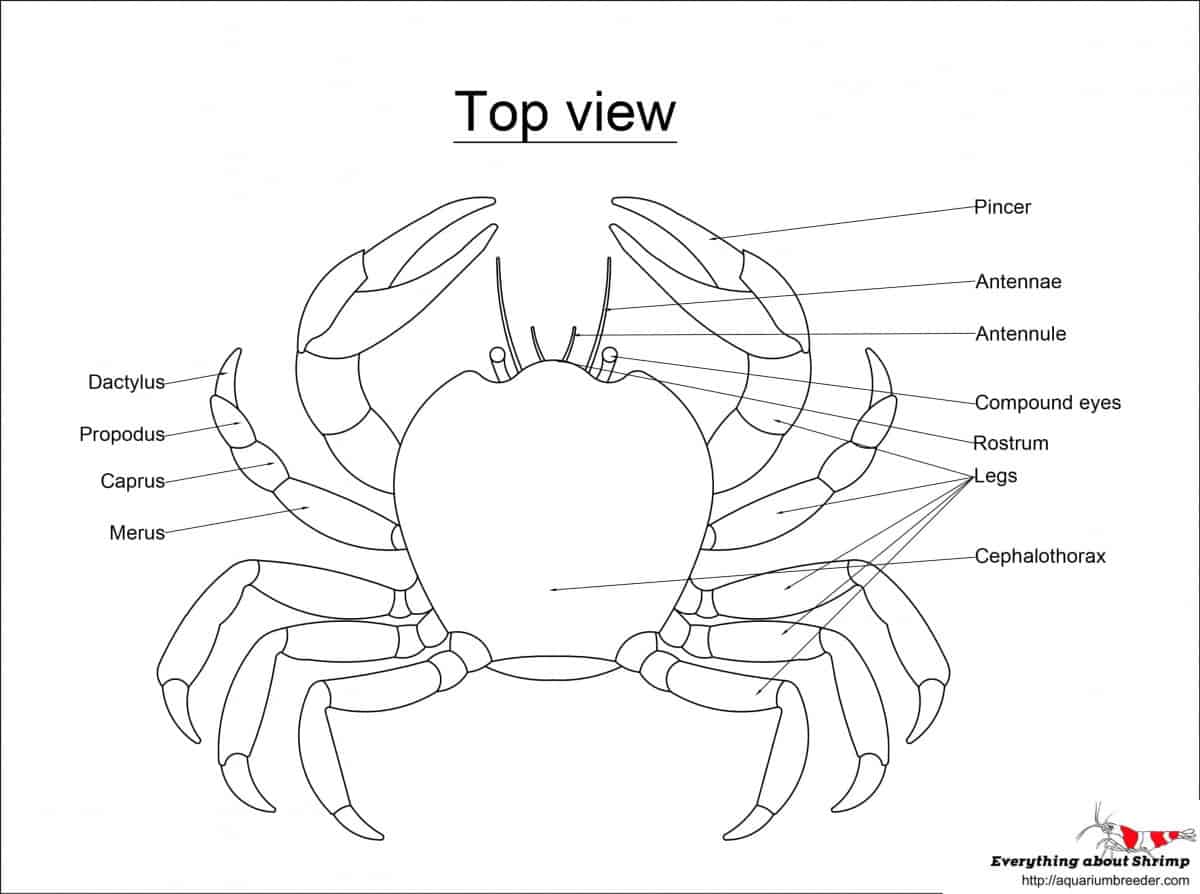 Top view
Pincer
Antennae
Antennule
Compound eyes
Rostrum
Legs
Cephalothorax
Dactylus
Propodus
Caprus
Merus
Everything about Shrimp
http://aquariumbreeder.com